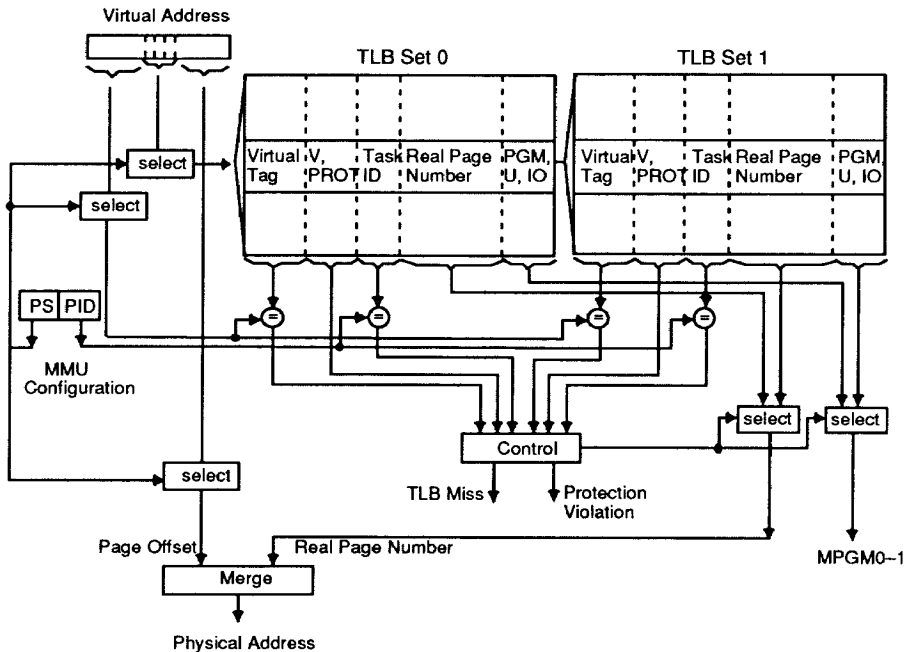 Virtual Address
TLB Set 0
TLB Set 1
Virtual Tag
V, PROT
Task ID
Real Page Number
PGM, U, IO
Virtual Tag
V, PROT
Task ID
Real Page Number
PGM, U, IO
select
select
PS
PID
MMU
Configuration
=
=
=
=
select
select
Control
select
TLB Miss
Protection
Violation
Page Offset
Real Page Number
MPGM0–1
Merge
Physical Address